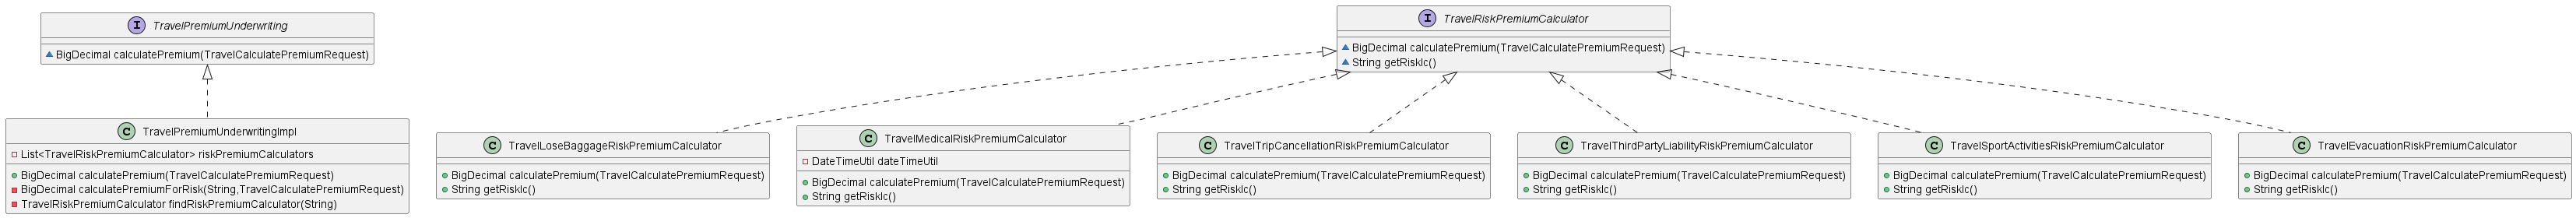 I TravelPremiumUnderwriting
BigDecimal calculatePremium(TravelCalculatePremiumRequest)
I TravelRiskPremiumCalculator
BigDecimal calculatePremium(TravelCalculatePremiumRequest)
String getRiskIc()
C TravelPremiumUnderwritingImpl
List<TravelRiskPremiumCalculator> riskPremiumCalculators
BigDecimal calculatePremium(TravelCalculatePremiumRequest)
BigDecimal calculatePremiumForRisk(String,TravelCalculatePremiumRequest)
TravelRiskPremiumCalculator findRiskPremiumCalculator(String)
C TravelLoseBaggageRiskPremiumCalculator
BigDecimal calculatePremium(TravelCalculatePremiumRequest)
String getRiskIc()
C TravelMedicalRiskPremiumCalculator
DateTimeUtil dateTimeUtil
BigDecimal calculatePremium(TravelCalculatePremiumRequest)
String getRiskIc()
C TravelTripCancellationRiskPremiumCalculator
BigDecimal calculatePremium(TravelCalculatePremiumRequest)
String getRiskIc()
C TravelThirdPartyLiabilityRiskPremiumCalculator
BigDecimal calculatePremium(TravelCalculatePremiumRequest)
String getRiskIc()
C TravelSportActivitiesRiskPremiumCalculator
BigDecimal calculatePremium(TravelCalculatePremiumRequest)
String getRiskIc()
C TravelEvacuationRiskPremiumCalculator
BigDecimal calculatePremium(TravelCalculatePremiumRequest)
String getRiskIc()